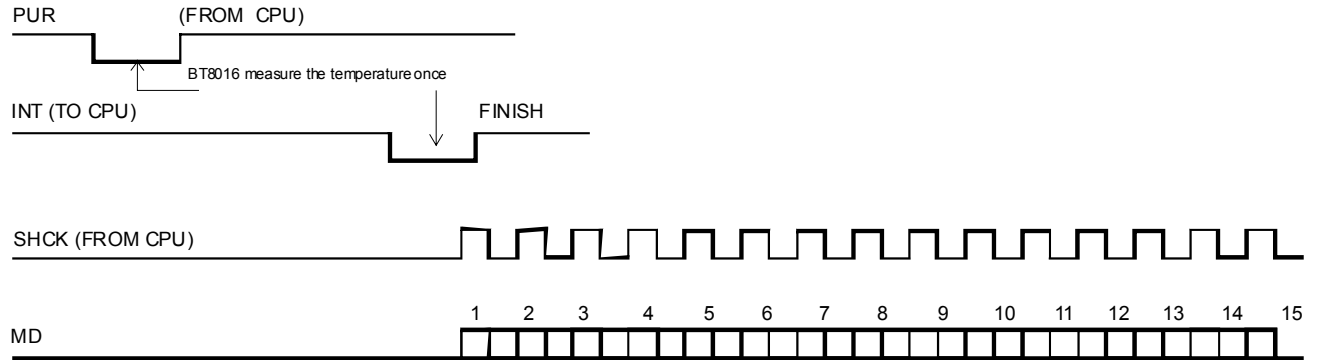 PUR (FROM CPU)
BT8016 measure the temperature once
INT (TO CPU) FINISH
SHCK (FROM CPU)
1 2 3 4 5 6 7 8 9 10 11 12 13 14 15
MD